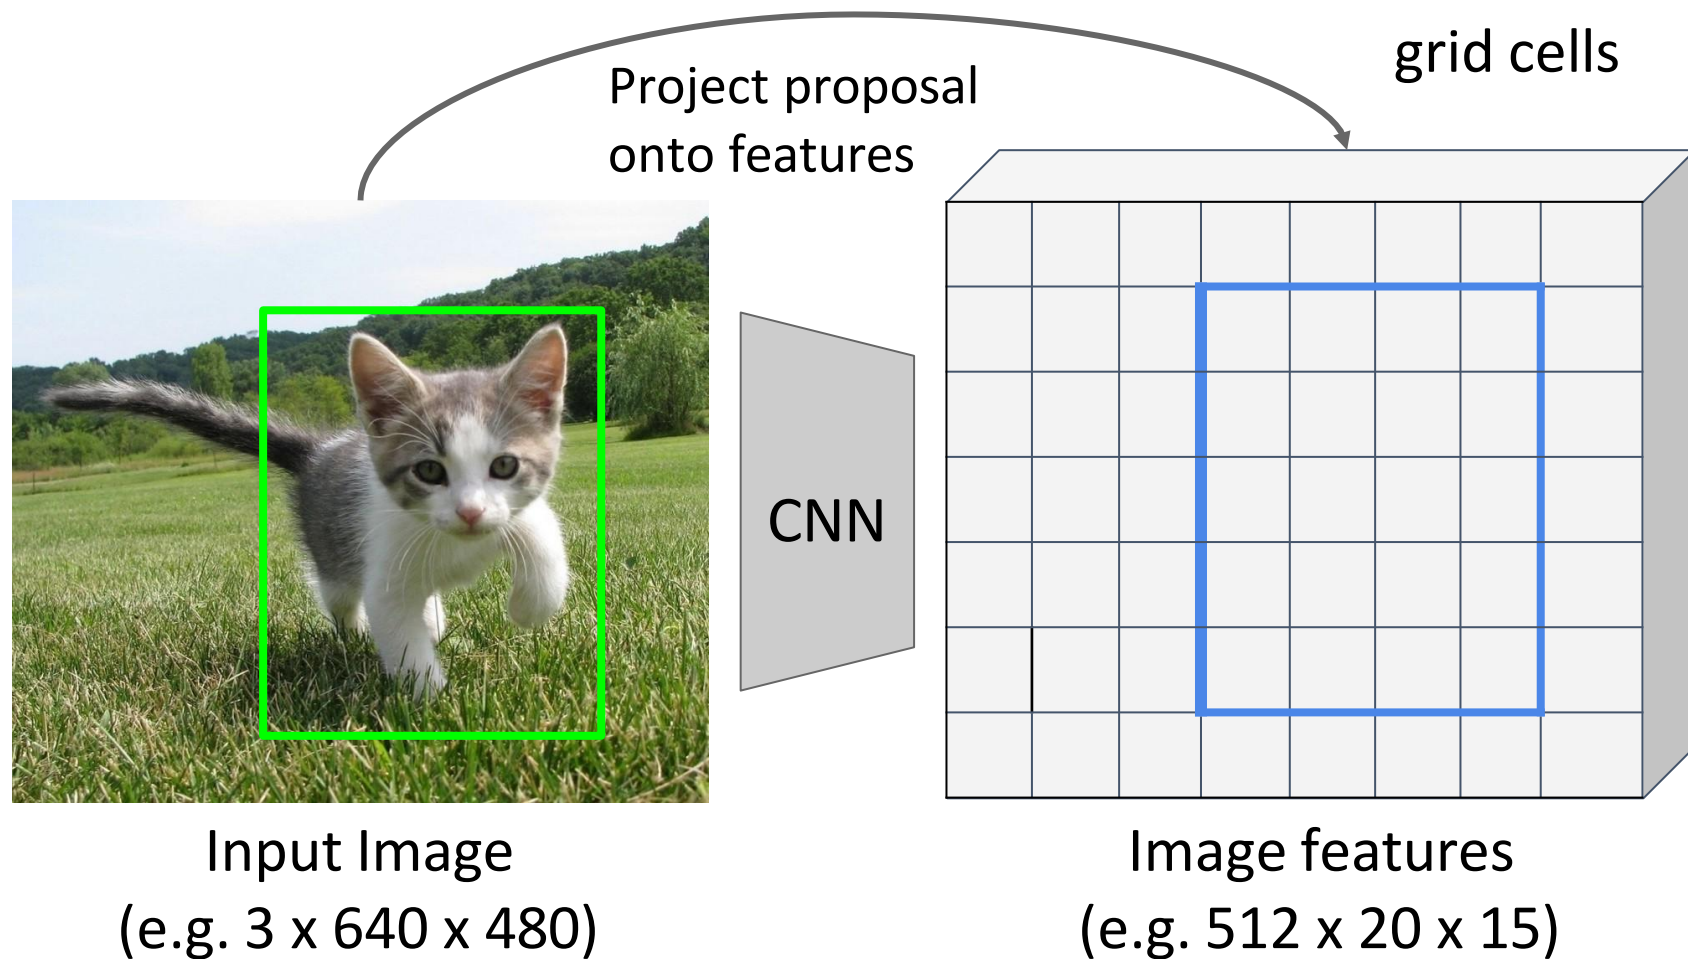 grid cells
Project proposal
onto features
CNN
Input Image
(e.g. 3 x 640 x 480)
Image features
(e.g. 512 x 20 x 15)